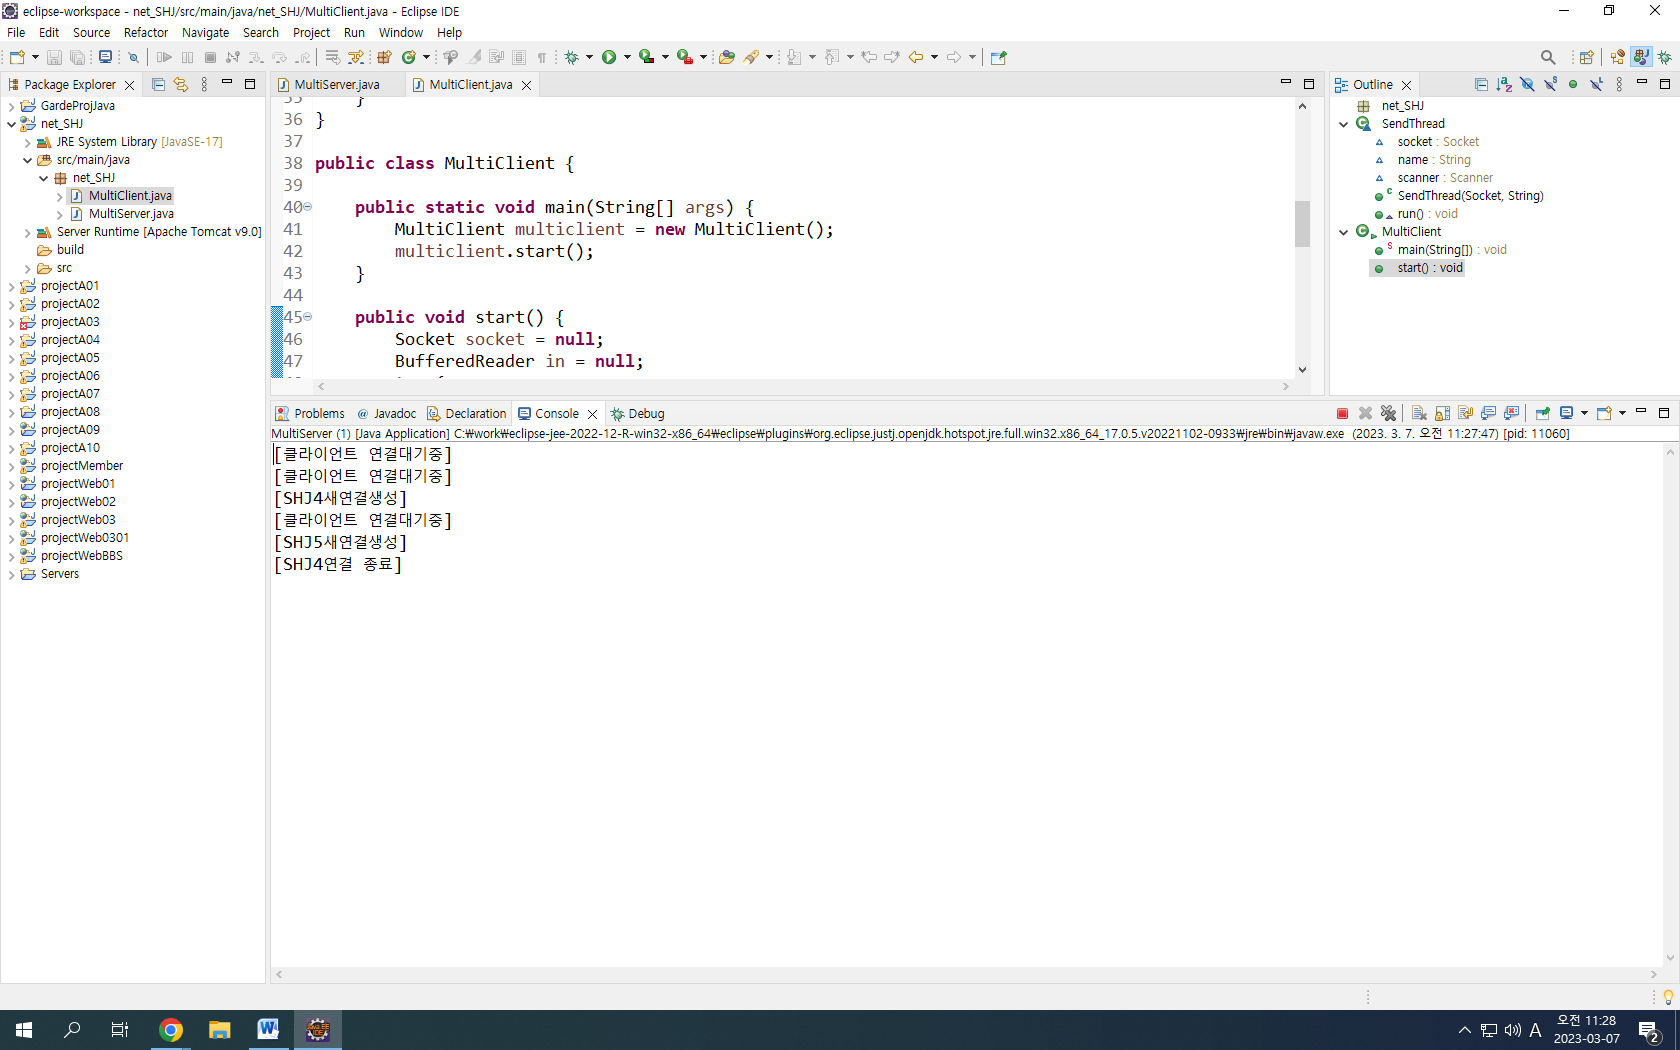 eclipse-workspace - net_SHJ/src/main/java/net_SHJ/MultiClient.java - Eclipse IDE
File Edit Source Refactor Navigate Search Project Run Window Help
Package Explorer
GardeProjJava
net_SHJ
JRE System Library [JavaSE-17]
src/main/java
net_SHJ
MultiClient.java
MultiServer.java
Server Runtime [Apache Tomcat v9.0]
build
src
projectA01
projectA02
projectA03
projectA04
projectA05
projectA06
projectA07
projectA08
projectA09
projectA10
projectMember
projectWeb01
projectWeb02
projectWeb03
projectWeb0301
projectWebBBS
Servers
MultiServer.java MultiClient.java
35 }
36 }
37
38 public class MultiClient {
39
40 public static void main(String[] args) {
41 MultiClient multiclient = new MultiClient();
42 multiclient.start();
43 }
44
45 public void start() {
46 Socket socket = null;
47 BufferedReader in = null;
Outline
net_SHJ
SendThread
socket : Socket
name : String
scanner : Scanner
SendThread(Socket, String)
run() : void
MultiClient
main(String[]) : void
start() : void
Problems Javadoc Declaration Console Debug
MultiServer (1) [Java Application] C:₩work₩eclipse-jee-2022-12-R-win32-x86_64₩eclipse₩plugins₩org.eclipse.justj.openjdk.hotspot.jre.full.win32.x86_64_17.0.5.v20221102-0933₩jre₩bin₩javaw.exe (2023. 3. 7. 오전 11:27:47) [pid: 11060]
[클라이언트 연결대기중]
[클라이언트 연결대기중]
[SHJ4새연결생성]
[클라이언트 연결대기중]
[SHJ5새연결생성]
[SHJ4연결 종료]
A
오전 11:28
2023-03-07
2